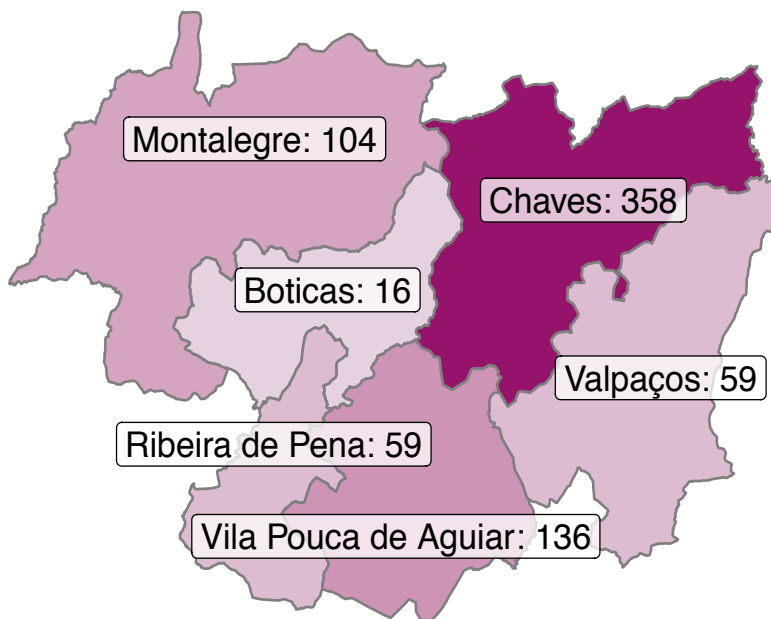 Montalegre: 104
Chaves: 358
Boticas: 16
Valpaços: 59
Ribeira de Pena: 59
Vila Pouca de Aguiar: 136